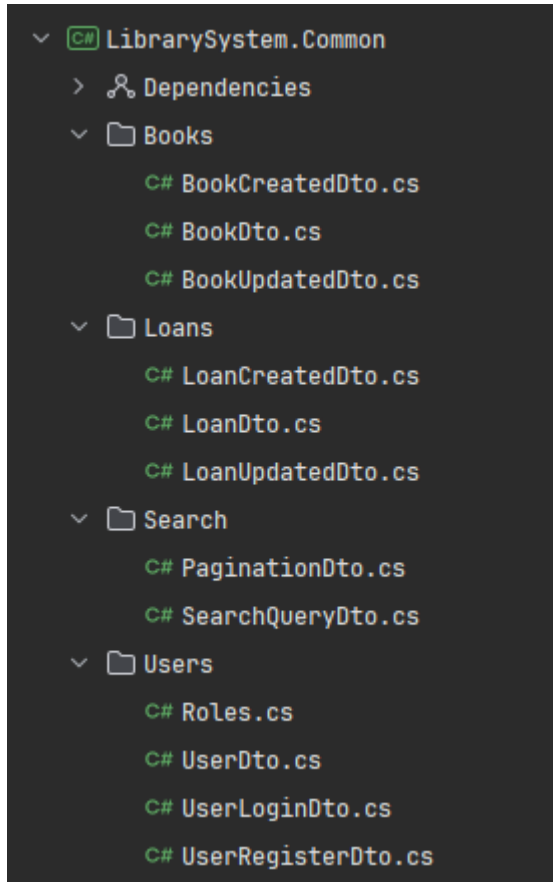 C# LibrarySystem.Common
Dependencies
Books
C# BookCreatedDto.cs
C# BookDto.cs
C# BookUpdatedDto.cs
Loans
C# LoanCreatedDto.cs
C# LoanDto.cs
C# LoanUpdatedDto.cs
Search
C# PaginationDto.cs
C# SearchQueryDto.cs
Users
C# Roles.cs
C# UserDto.cs
C# UserLoginDto.cs
C# UserRegisterDto.cs